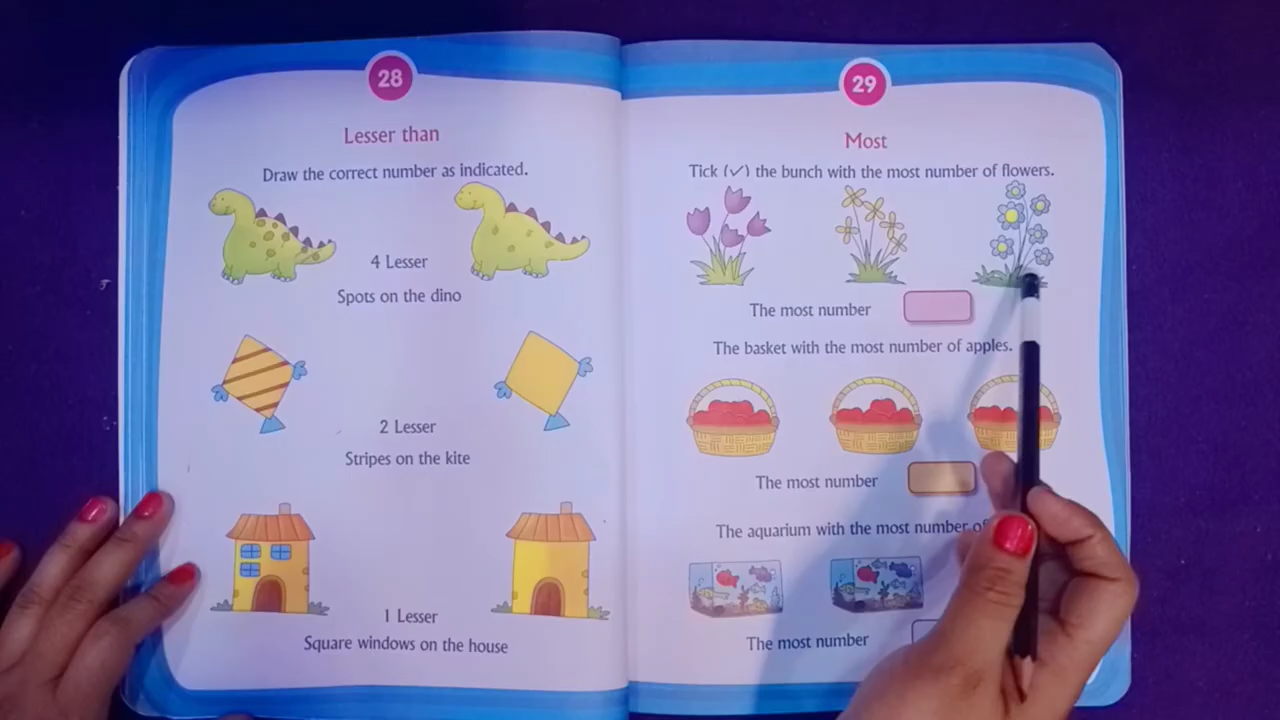 28
Lesser than
Draw the correct number as indicated.
4 Lesser
Spots on the dino
2 Lesser
Stripes on the kite
1 Lesser
Square windows on the house
29
Most
Tick (✓) the bunch with the most number of flowers.
The most number
The basket with the most number of apples.
The most number
The aquarium with the most number of
The most number